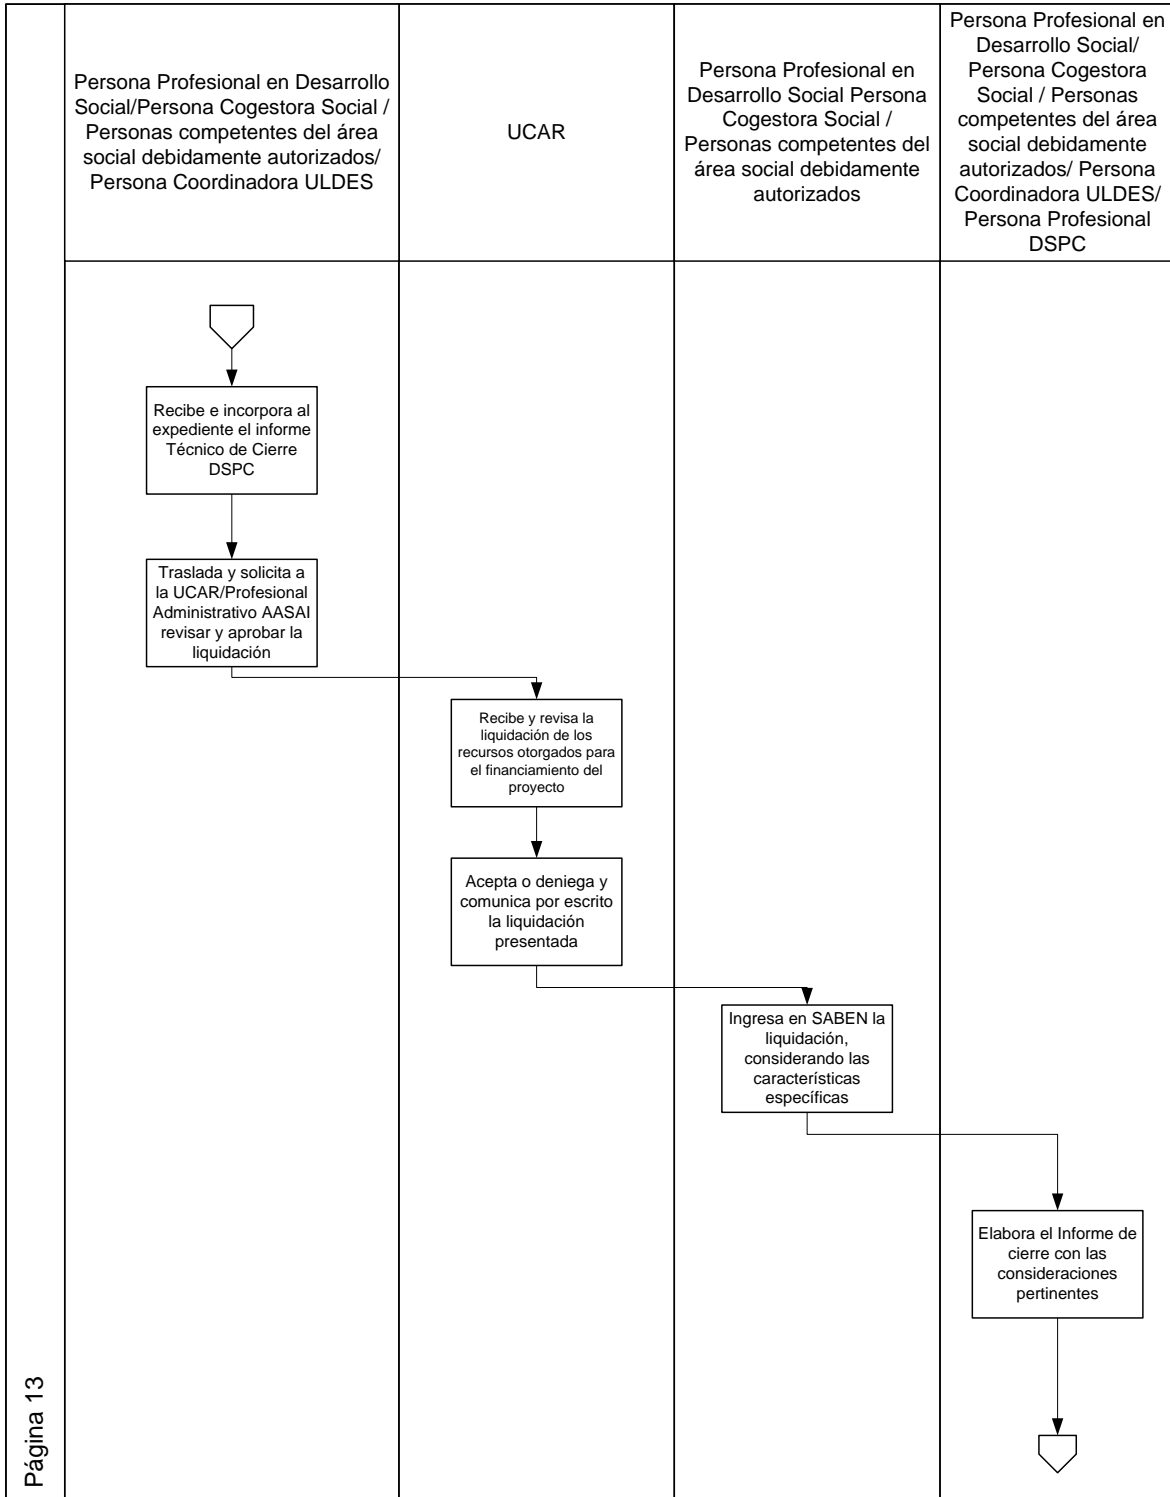 Persona Profesional en Desarrollo
Social/Persona Cogestora Social /
Personas competentes del área
social debidamente autorizados/
Persona Coordinadora ULDES
UCAR
Persona Profesional en
Desarrollo Social Persona
Cogestora Social /
Personas competentes del
área social debidamente
autorizados
Persona Profesional en
Desarrollo Social/
Persona Cogestora
Social / Personas
competentes del área
social debidamente
autorizados/ Persona
Coordinadora ULDES/
Persona Profesional
DSPC
Recibe e incorpora al
expediente el informe
Técnico de Cierre
DSPC
Traslada y solicita a
la UCAR/Profesional
Administrativo AASAI
revisar y aprobar la
liquidación
Recibe y revisa la
liquidación de los
recursos otorgados para
el financiamiento del
proyecto
Acepta o deniega y
comunica por escrito
la liquidación
presentada
Ingresa en SABEN la
liquidación,
considerando las
características
específicas
Elabora el Informe de
cierre con las
consideraciones
pertinentes
Página 13